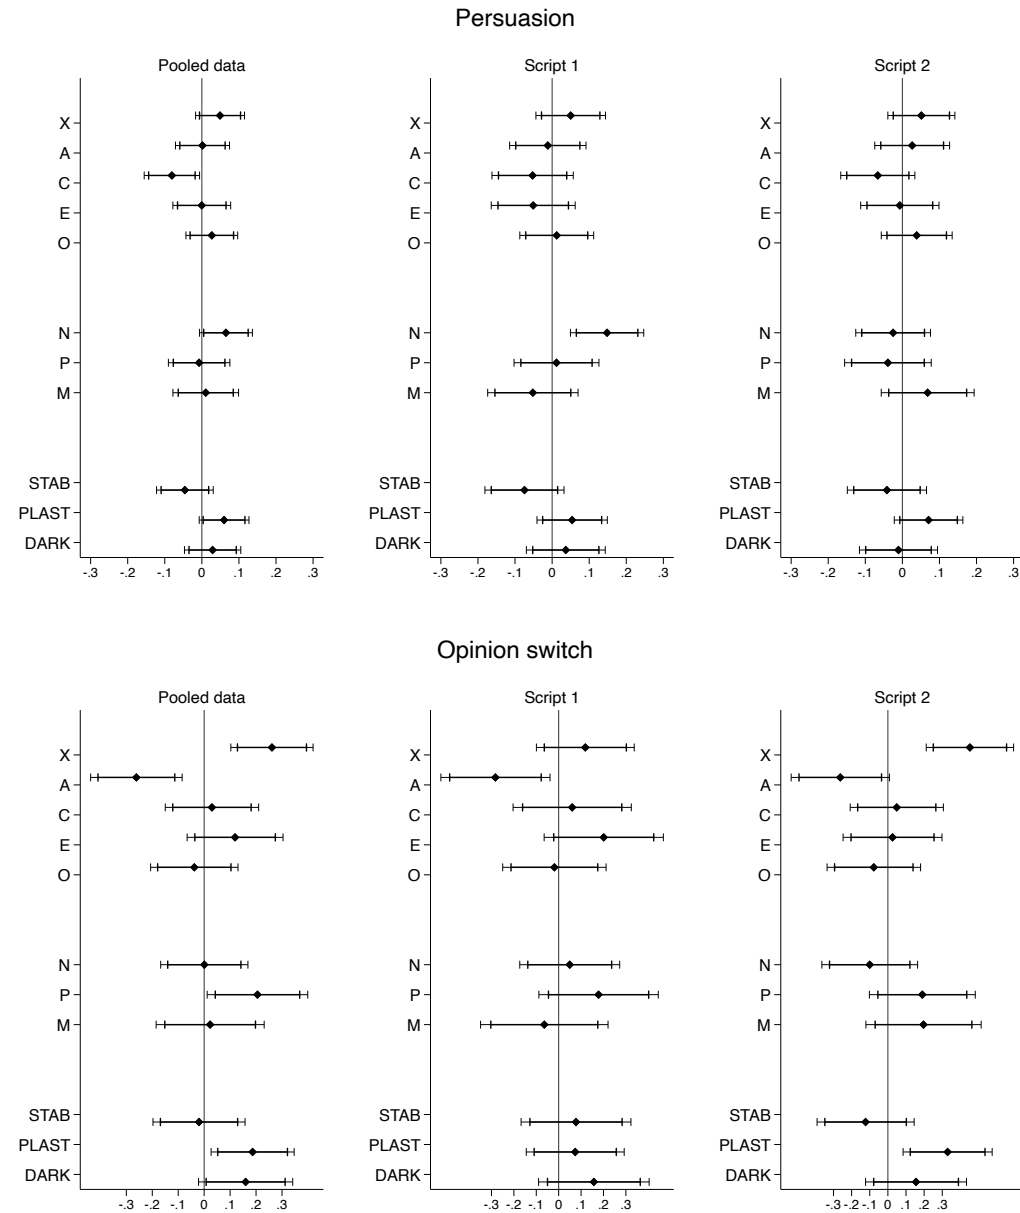 Persuasion
Pooled data
X
A
C
E
O
N
P
M
STAB
PLAST
DARK
-.3 -.2 -.1 0 .1 .2 .3
Script 1
X
A
C
E
O
N
P
M
STAB
PLAST
DARK
-.3 -.2 -.1 0 .1 .2 .3
Script 2
X
A
C
E
O
N
P
M
STAB
PLAST
DARK
-.3 -.2 -.1 0 .1 .2 .3
Opinion switch
Pooled data
X
A
C
E
O
N
P
M
STAB
PLAST
DARK
-.3 -.2 -.1 0 .1 .2 .3
Script 1
X
A
C
E
O
N
P
M
STAB
PLAST
DARK
-.3 -.2 -.1 0 .1 .2 .3
Script 2
X
A
C
E
O
N
P
M
STAB
PLAST
DARK
-.3 -.2 -.1 0 .1 .2 .3